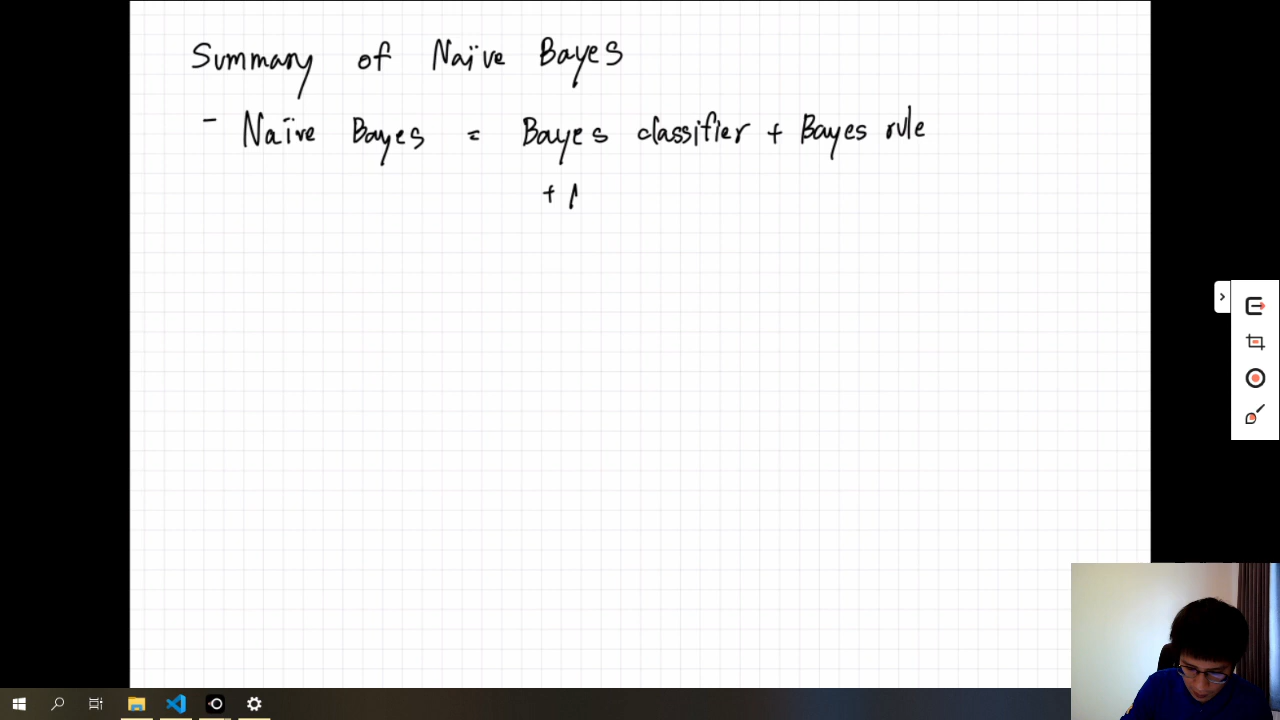 Summary of Naïve Bayes
- Naïve Bayes = Bayes classifier + Bayes rule
+